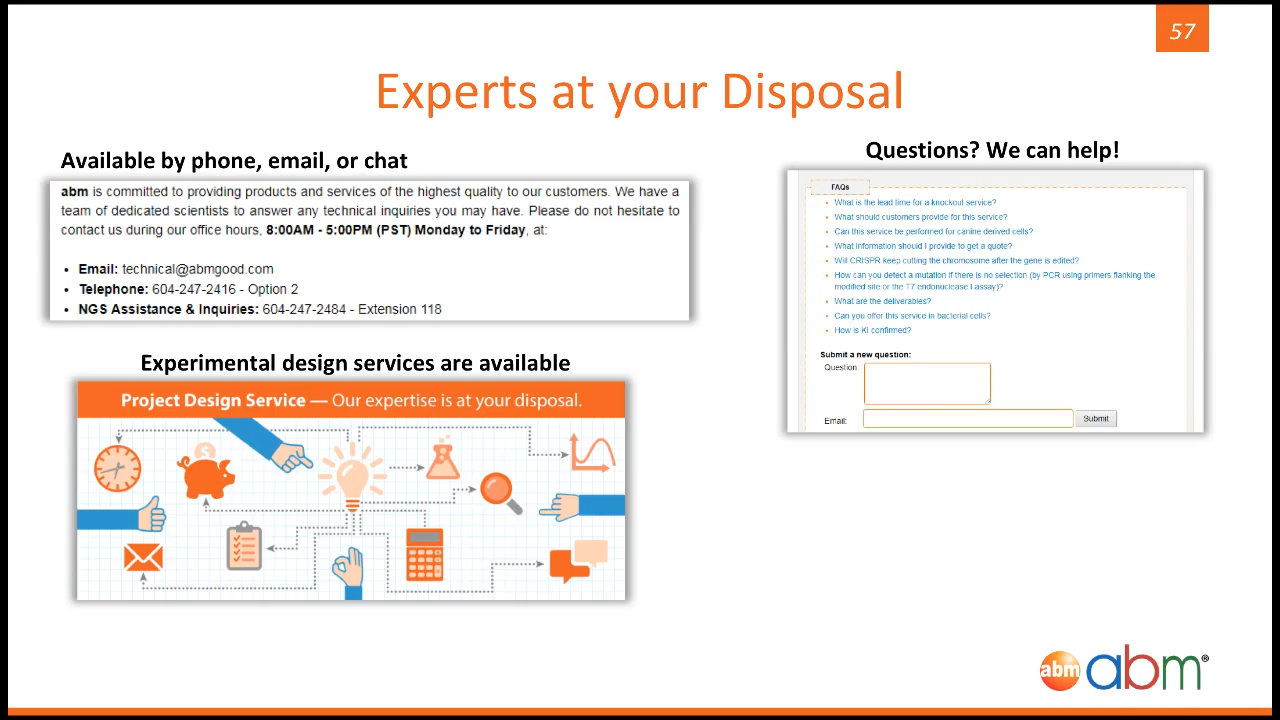 57
Experts at your Disposal
Available by phone, email, or chat
abm is committed to providing products and services of the highest quality to our customers. We have a
team of dedicated scientists to answer any technical inquiries you may have. Please do not hesitate to
contact us during our office hours, 8:00AM - 5:00PM (PST) Monday to Friday, at:
• Email: technical@abmgood.com
• Telephone: 604-247-2416 - Option 2
• NGS Assistance & Inquiries: 604-247-2484 - Extension 118
Experimental design services are available
Project Design Service — Our expertise is at your disposal.
$
Questions? We can help!
FAQs
• What is the lead time for a knockout service?
• What should customers provide for this service?
• Can this service be performed for canine derived cells?
• What information should I provide to get a quote?
• Will CRISPR keep cutting the chromosome after the gene is edited?
• How can you detect a mutation if there is no selection (by PCR using primers flanking the
modified site or the T7 endonuclease I assay)?
• What are the deliverables?
• Can you offer this service in bacterial cells?
• How is KI confirmed?
Submit a new question:
Question
Email:
Submit
abm abm®